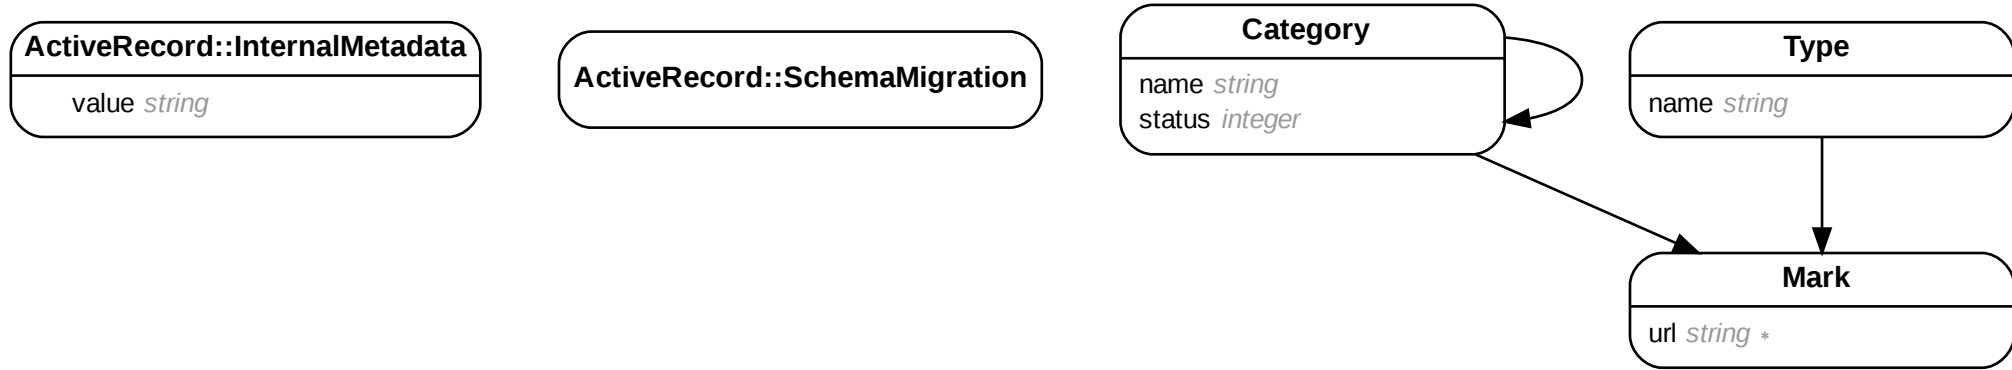 ActiveRecord::InternalMetadata
value string
ActiveRecord::SchemaMigration
Category
name string
status integer
Type
name string
Mark
url string *